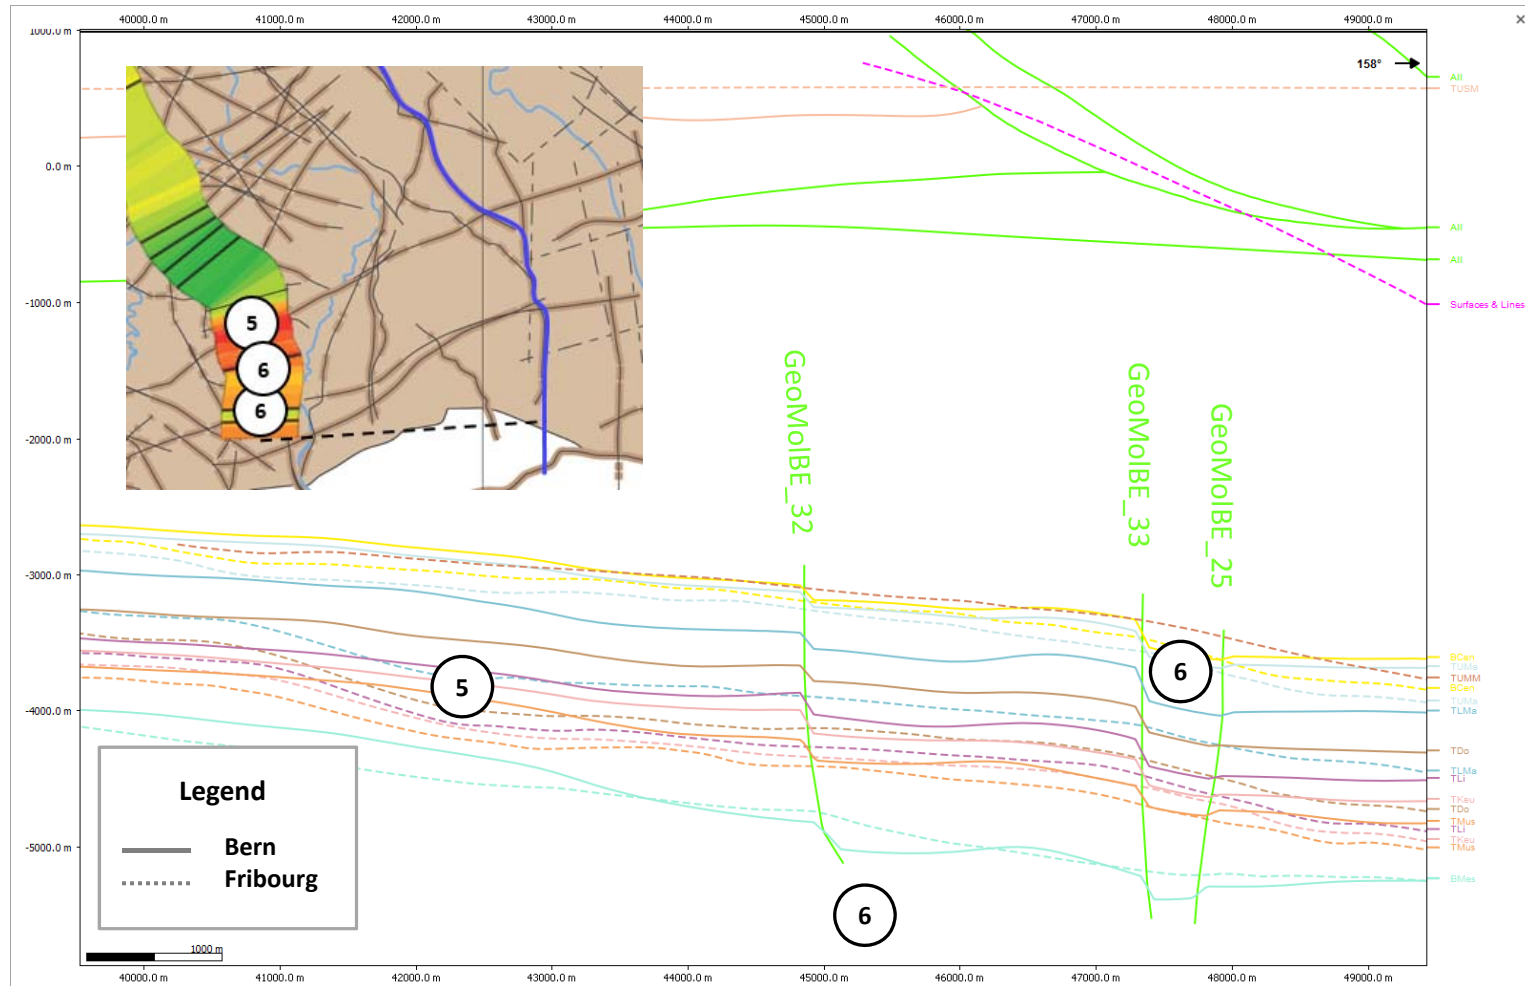 40000.0 m 41000.0 m 42000.0 m 43000.0 m 44000.0 m 45000.0 m 46000.0 m 47000.0 m 48000.0 m 49000.0 m
1000.0 m
158°
All
TUSM
0.0 m
All
All
-1000.0 m
Surfaces & Lines
5
6
6
-2000.0 m
GeoMolBE_32
GeoMolBE_33
GeoMolBE_25
-3000.0 m
5
6
BCen
TUMa
TUMM
BCen
TUMa
TLMa
-4000.0 m
TDo
TLMa
TLi
TKeu
TDo
TMus
TLi
TKeu
TMus
-5000.0 m
BMes
Legend
Bern
Fribourg
6
1000 m
40000.0 m 41000.0 m 42000.0 m 43000.0 m 44000.0 m 45000.0 m 46000.0 m 47000.0 m 48000.0 m 49000.0 m